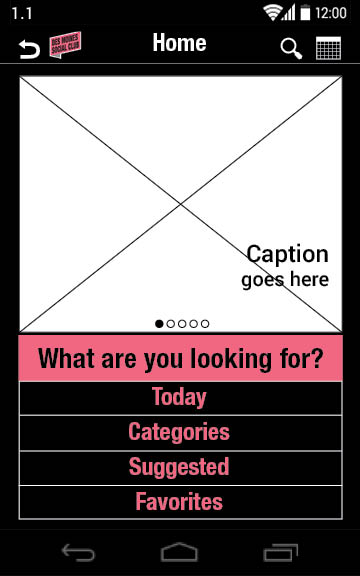 1.1
12:00
DES MOINES
SOCIAL CLUB
Home
Caption
goes here
What are you looking for?
Today
Categories
Suggested
Favorites